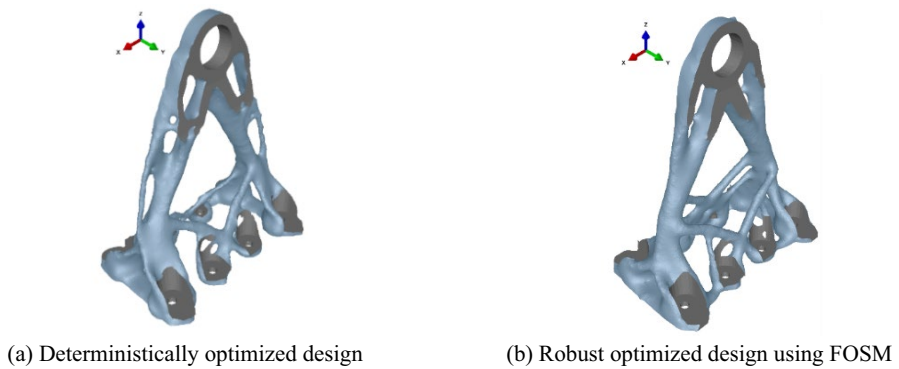 Z
X
Y
Z
X
Y
(a) Deterministically optimized design
(b) Robust optimized design using FOSM